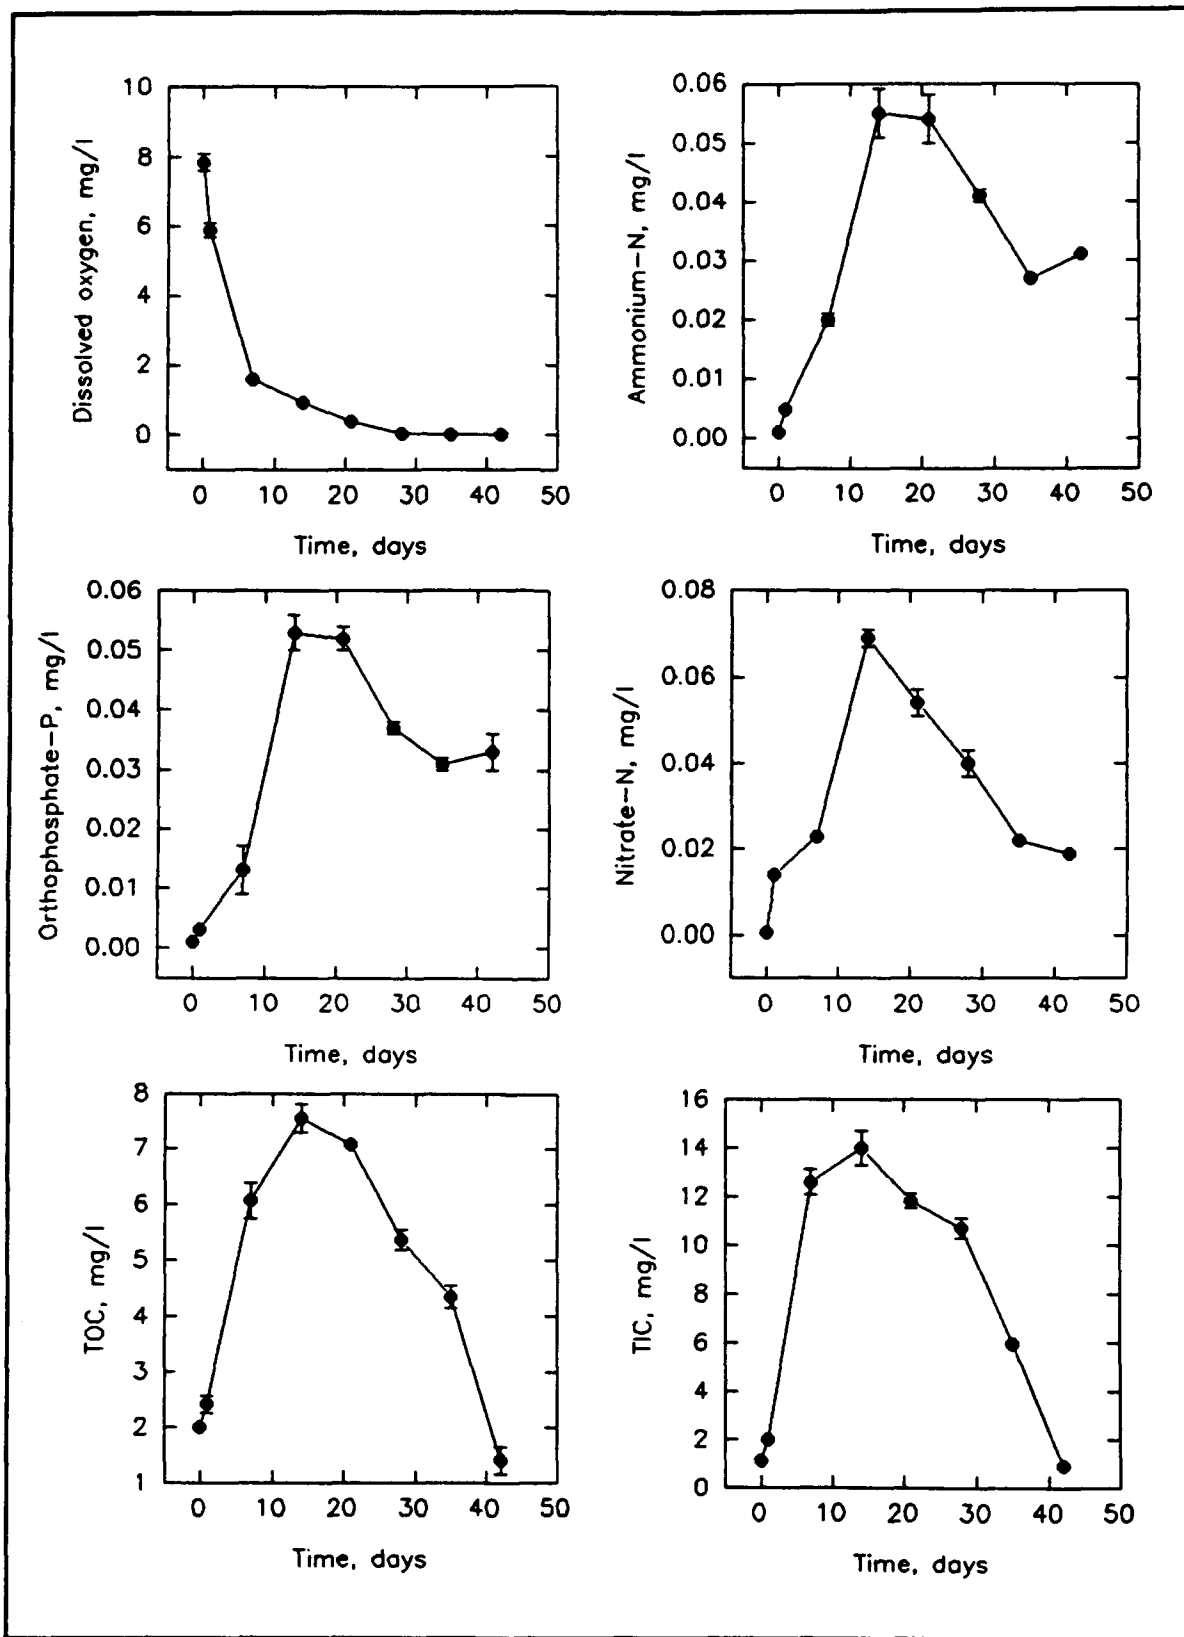 Dissolved oxygen, mg/l
10
8
6
4
2
0
0 10 20 30 40 50
Time, days
Ammonium-N, mg/l
0.06
0.05
0.04
0.03
0.02
0.01
0.00
0 10 20 30 40 50
Time, days
Orthophosphate-P, mg/l
0.06
0.05
0.04
0.03
0.02
0.01
0.00
0 10 20 30 40 50
Time, days
Nitrate-N, mg/l
0.08
0.06
0.04
0.02
0.00
0 10 20 30 40 50
Time, days
TOC, mg/l
8
7
6
5
4
3
2
1
0 10 20 30 40 50
Time, days
TIC, mg/l
16
14
12
10
8
6
4
2
0
0 10 20 30 40 50
Time, days